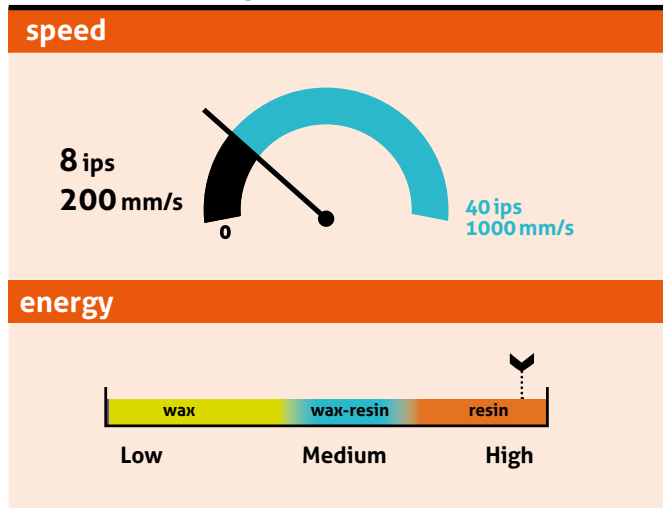 speed
8 ips
200 mm/s
0
40 ips
1000 mm/s
energy
wax wax-resin resin
Low Medium High